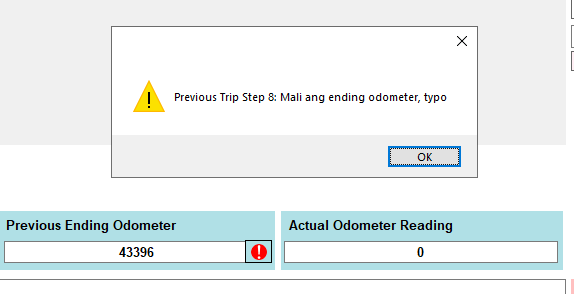 Previous Trip Step 8: Mali ang ending odometer, typo
OK
Previous Ending Odometer
43396
Actual Odometer Reading
0